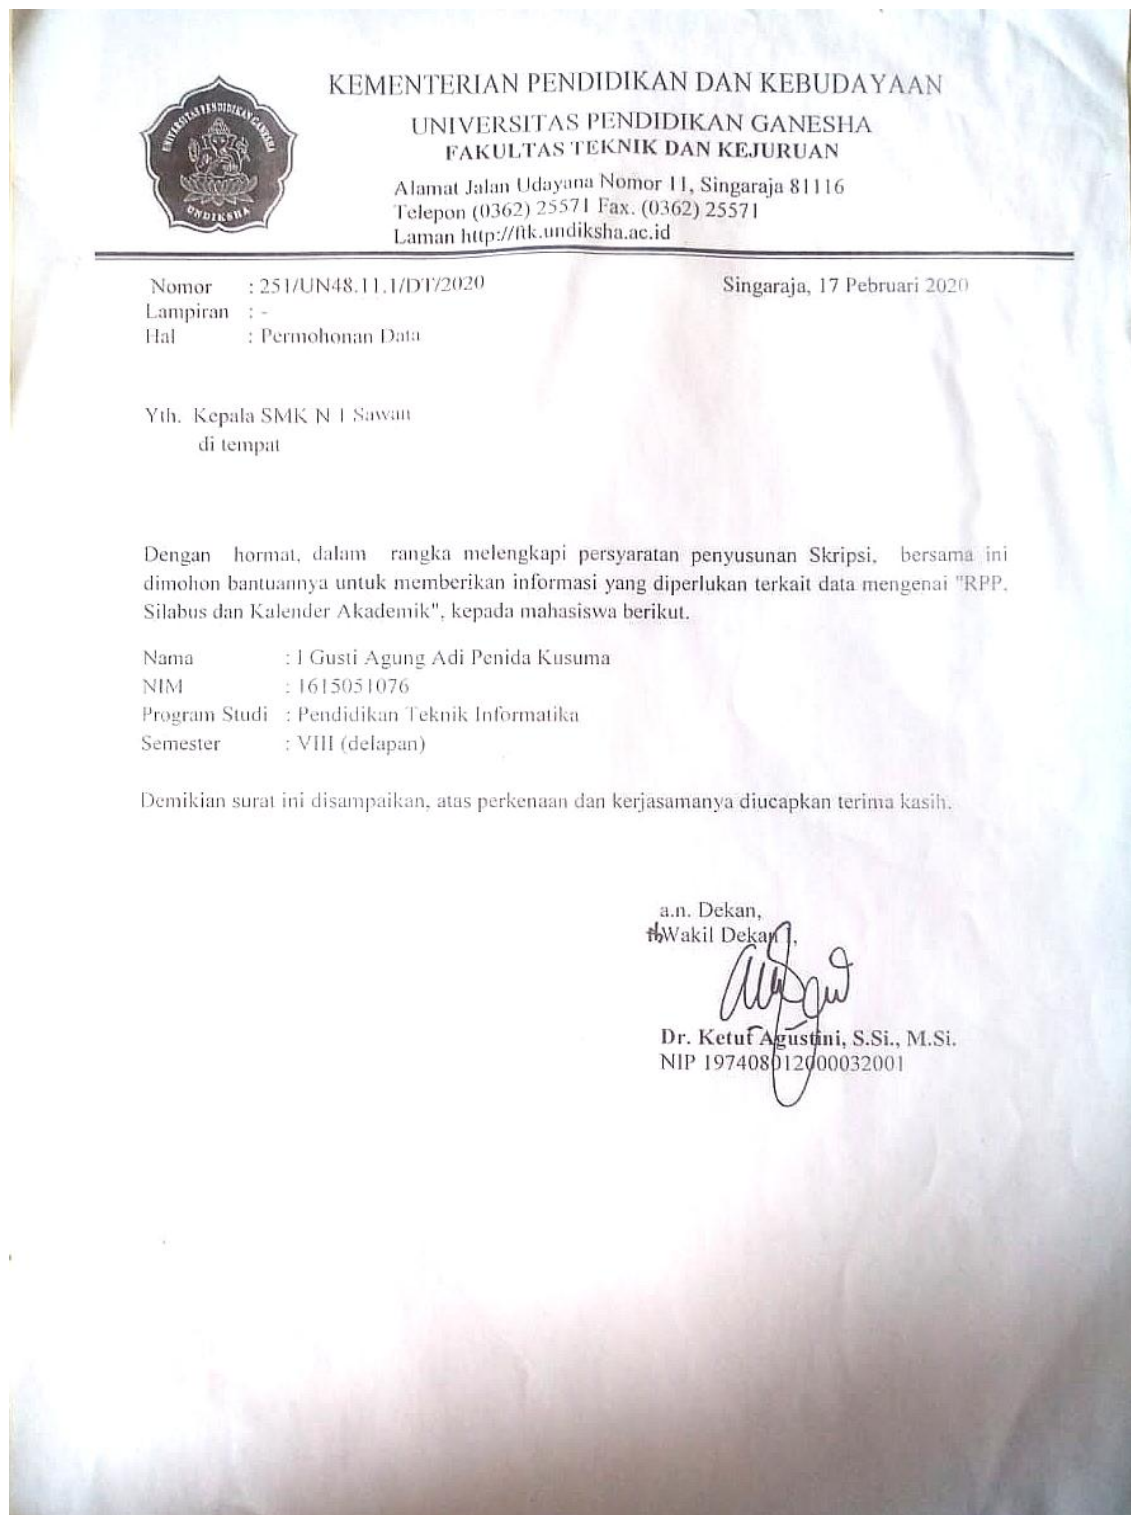 KEMENTERIAN PENDIDIKAN DAN KEBUDAYAAN
UNIVERSITAS PENDIDIKAN GANESHA
FAKULTAS TEKNIK DAN KEJURUAN
Alamat Jalan Udayana Nomor 11, Singaraja 81116
Telepon (0362) 25571 Fax. (0362) 25571
Laman http://ftk.undiksha.ac.id
UNIVERSITAS PENDIDIKAN GANESHA
UNDIKSHA
Nomor : 251/UN48.11.1/DT/2020 Singaraja, 17 Pebruari 2020
Lampiran : -
Hal : Permohonan Data
Yth. Kepala SMK N 1 Sawan
di tempat
Dengan hormat, dalam rangka melengkapi persyaratan penyusunan Skripsi, bersama ini
dimohon bantuannya untuk memberikan informasi yang diperlukan terkait data mengenai "RPP,
Silabus dan Kalender Akademik", kepada mahasiswa berikut.
Nama : I Gusti Agung Adi Penida Kusuma
NIM : 1615051076
Program Studi : Pendidikan Teknik Informatika
Semester : VIII (delapan)
Demikian surat ini disampaikan, atas perkenaan dan kerjasamanya diucapkan terima kasih.
a.n. Dekan,
Wakil Dekan I,
Dr. Ketut Agustini, S.Si., M.Si.
NIP 197408012000032001